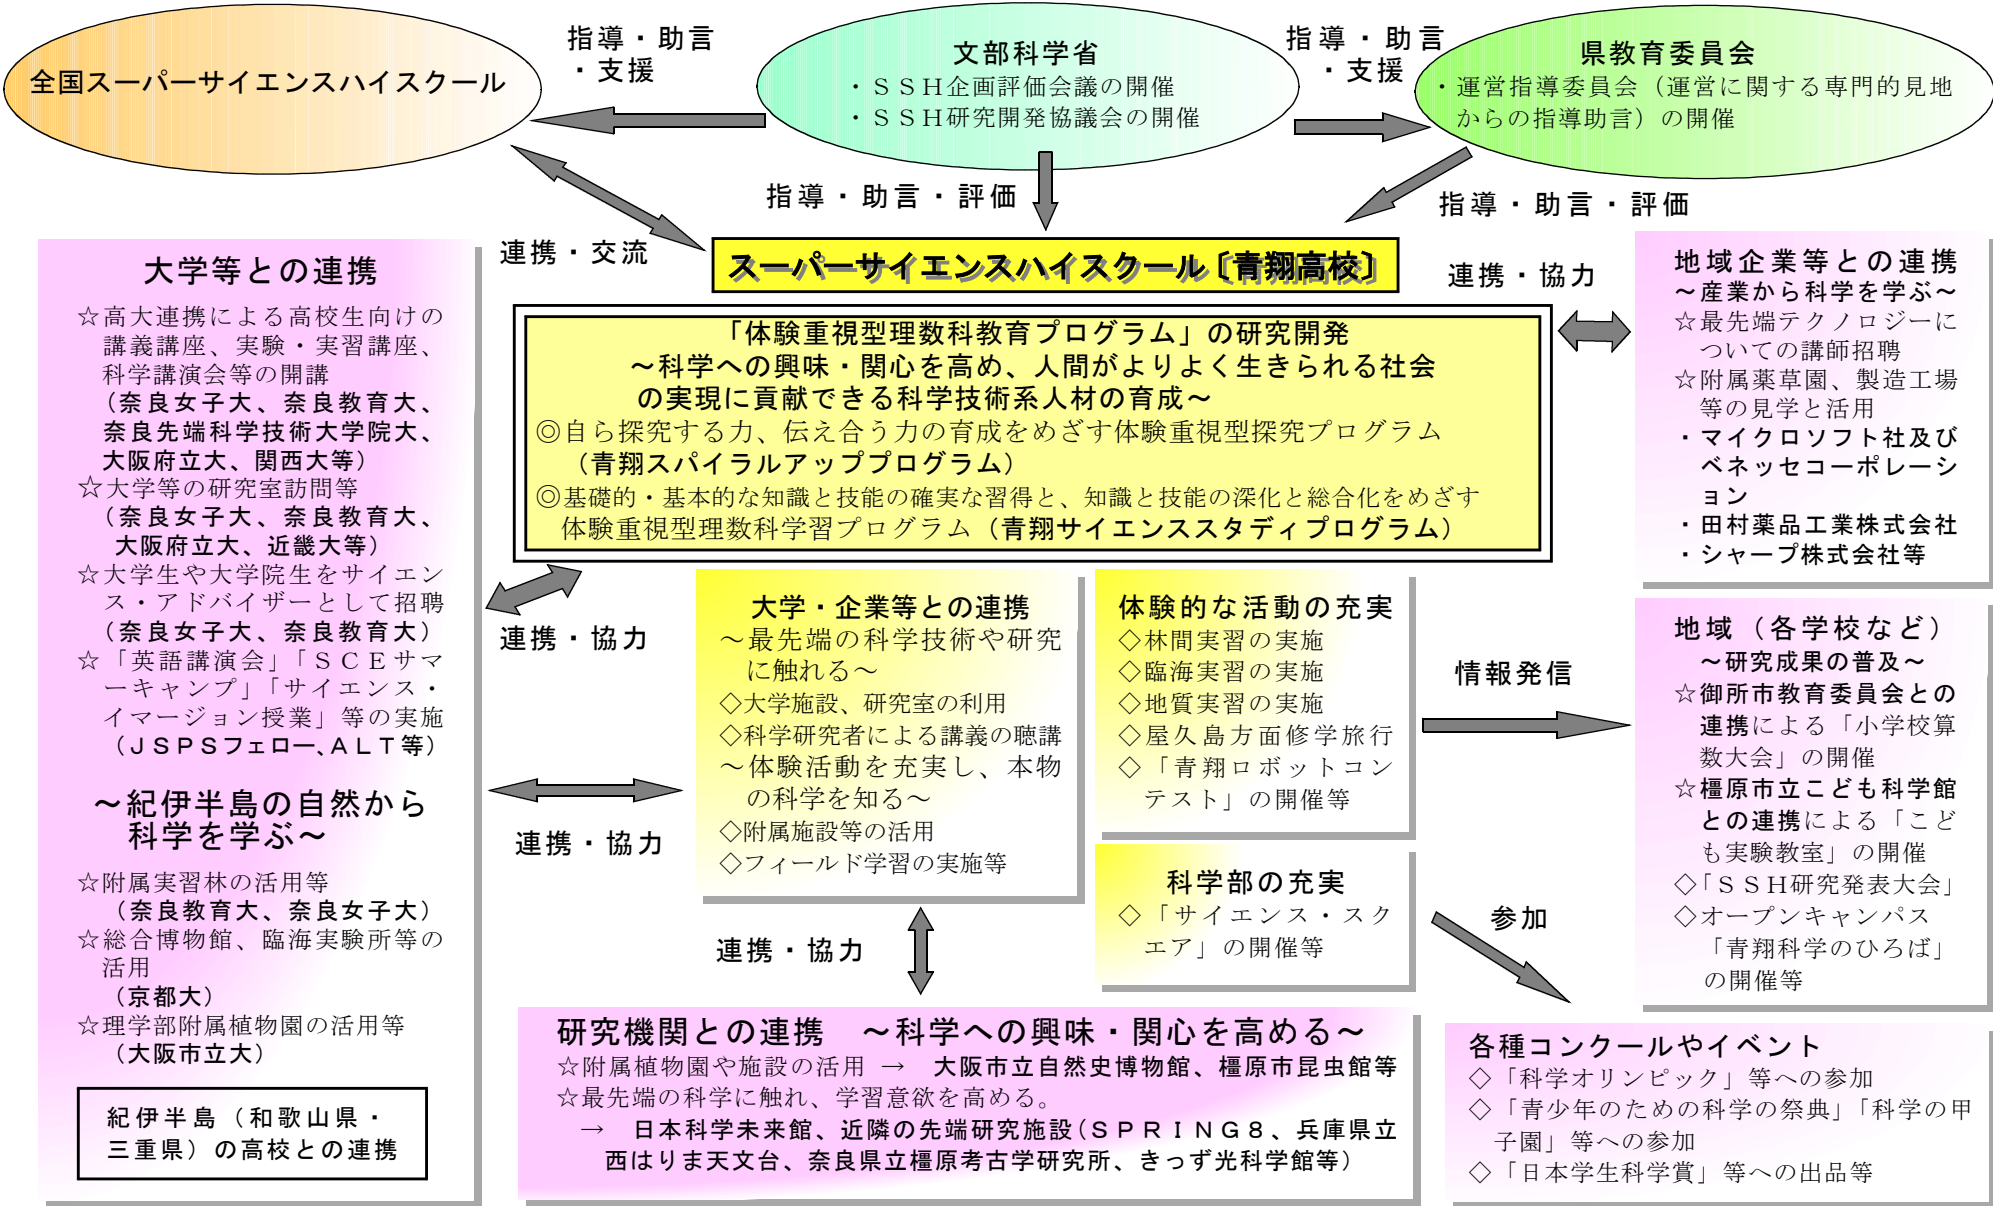 全国スーパーサイエンスハイスクール
指導・助言
・支援
文部科学省
・ＳＳＨ企画評価会議の開催
・ＳＳＨ研究開発協議会の開催
指導・助言
・支援
県教育委員会
・運営指導委員会（運営に関する専門的見地
からの指導助言）の開催
指導・助言・評価
指導・助言・評価
連携・交流
スーパーサイエンスハイスクール〔青翔高校〕
連携・協力
「体験重視型理数科教育プログラム」の研究開発
～科学への興味・関心を高め、人間がよりよく生きられる社会
の実現に貢献できる科学技術系人材の育成～
◎自ら探究する力、伝え合う力の育成をめざす体験重視型探究プログラム
（青翔スパイラルアッププログラム）
◎基礎的・基本的な知識と技能の確実な習得と、知識と技能の深化と総合化をめざす
体験重視型理数科学習プログラム（青翔サイエンススタディプログラム）
大学等との連携
☆高大連携による高校生向けの
講義講座、実験・実習講座、
科学講演会等の開講
（奈良女子大、奈良教育大、
奈良先端科学技術大学院大、
大阪府立大、関西大等）
☆大学等の研究室訪問等
（奈良女子大、奈良教育大、
大阪府立大、近畿大等）
☆大学生や大学院生をサイエン
ス・アドバイザーとして招聘
（奈良女子大、奈良教育大）
☆「英語講演会」「ＳＣＥサマ
ーキャンプ」「サイエンス・
イマージョン授業」等の実施
（ＪＳＰＳフェロー、ＡＬＴ等）
～紀伊半島の自然から
科学を学ぶ～
☆附属実習林の活用等
（奈良教育大、奈良女子大）
☆総合博物館、臨海実験所等の
活用
（京都大）
☆理学部附属植物園の活用等
（大阪市立大）
紀伊半島（和歌山県・
三重県）の高校との連携
連携・協力
連携・協力
大学・企業等との連携
～最先端の科学技術や研究
に触れる～
◇大学施設、研究室の利用
◇科学研究者による講義の聴講
～体験活動を充実し、本物
の科学を知る～
◇附属施設等の活用
◇フィールド学習の実施等
連携・協力
体験的な活動の充実
◇林間実習の実施
◇臨海実習の実施
◇地質実習の実施
◇屋久島方面修学旅行
◇「青翔ロボットコン
テスト」の開催等
科学部の充実
◇「サイエンス・スク
エア」の開催等
情報発信
参加
地域企業等との連携
～産業から科学を学ぶ～
☆最先端テクノロジーに
ついての講師招聘
☆附属薬草園、製造工場
等の見学と活用
・マイクロソフト社及び
ベネッセコーポレーシ
ョン
・田村薬品工業株式会社
・シャープ株式会社等
地域（各学校など）
～研究成果の普及～
☆御所市教育委員会との
連携による「小学校算
数大会」の開催
☆橿原市立こども科学館
との連携による「こど
も実験教室」の開催
◇「ＳＳＨ研究発表大会」
◇オープンキャンパス
「青翔科学のひろば」
の開催等
研究機関との連携　～科学への興味・関心を高める～
☆附属植物園や施設の活用 → 大阪市立自然史博物館、橿原市昆虫館等
☆最先端の科学に触れ、学習意欲を高める。
→ 日本科学未来館、近隣の先端研究施設（ＳＰＲＩＮＧ８、兵庫県立
西はりま天文台、奈良県立橿原考古学研究所、きっず光科学館等）
各種コンクールやイベント
◇「科学オリンピック」等への参加
◇「青少年のための科学の祭典」「科学の甲
子園」等への参加
◇「日本学生科学賞」等への出品等